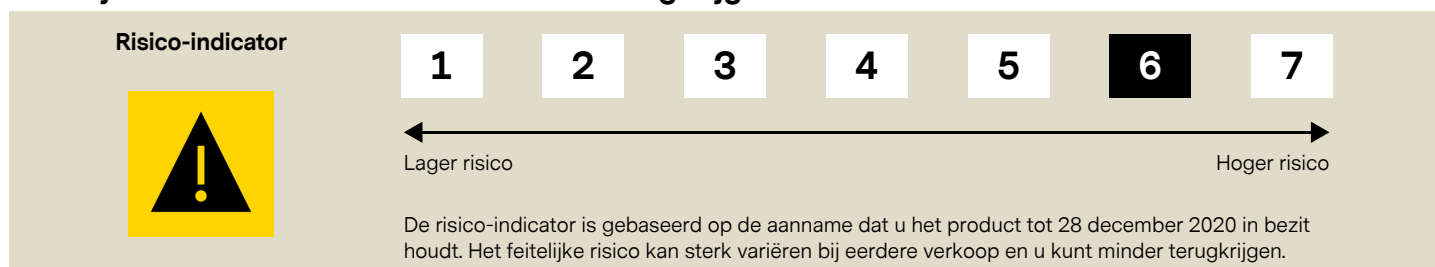 Risico-indicator
1 2 3 4 5 6 7
Lager risico Hoger risico
De risico-indicator is gebaseerd op de aanname dat u het product tot 28 december 2020 in bezit
houdt. Het feitelijke risico kan sterk variëren bij eerdere verkoop en u kunt minder terugkrijgen.